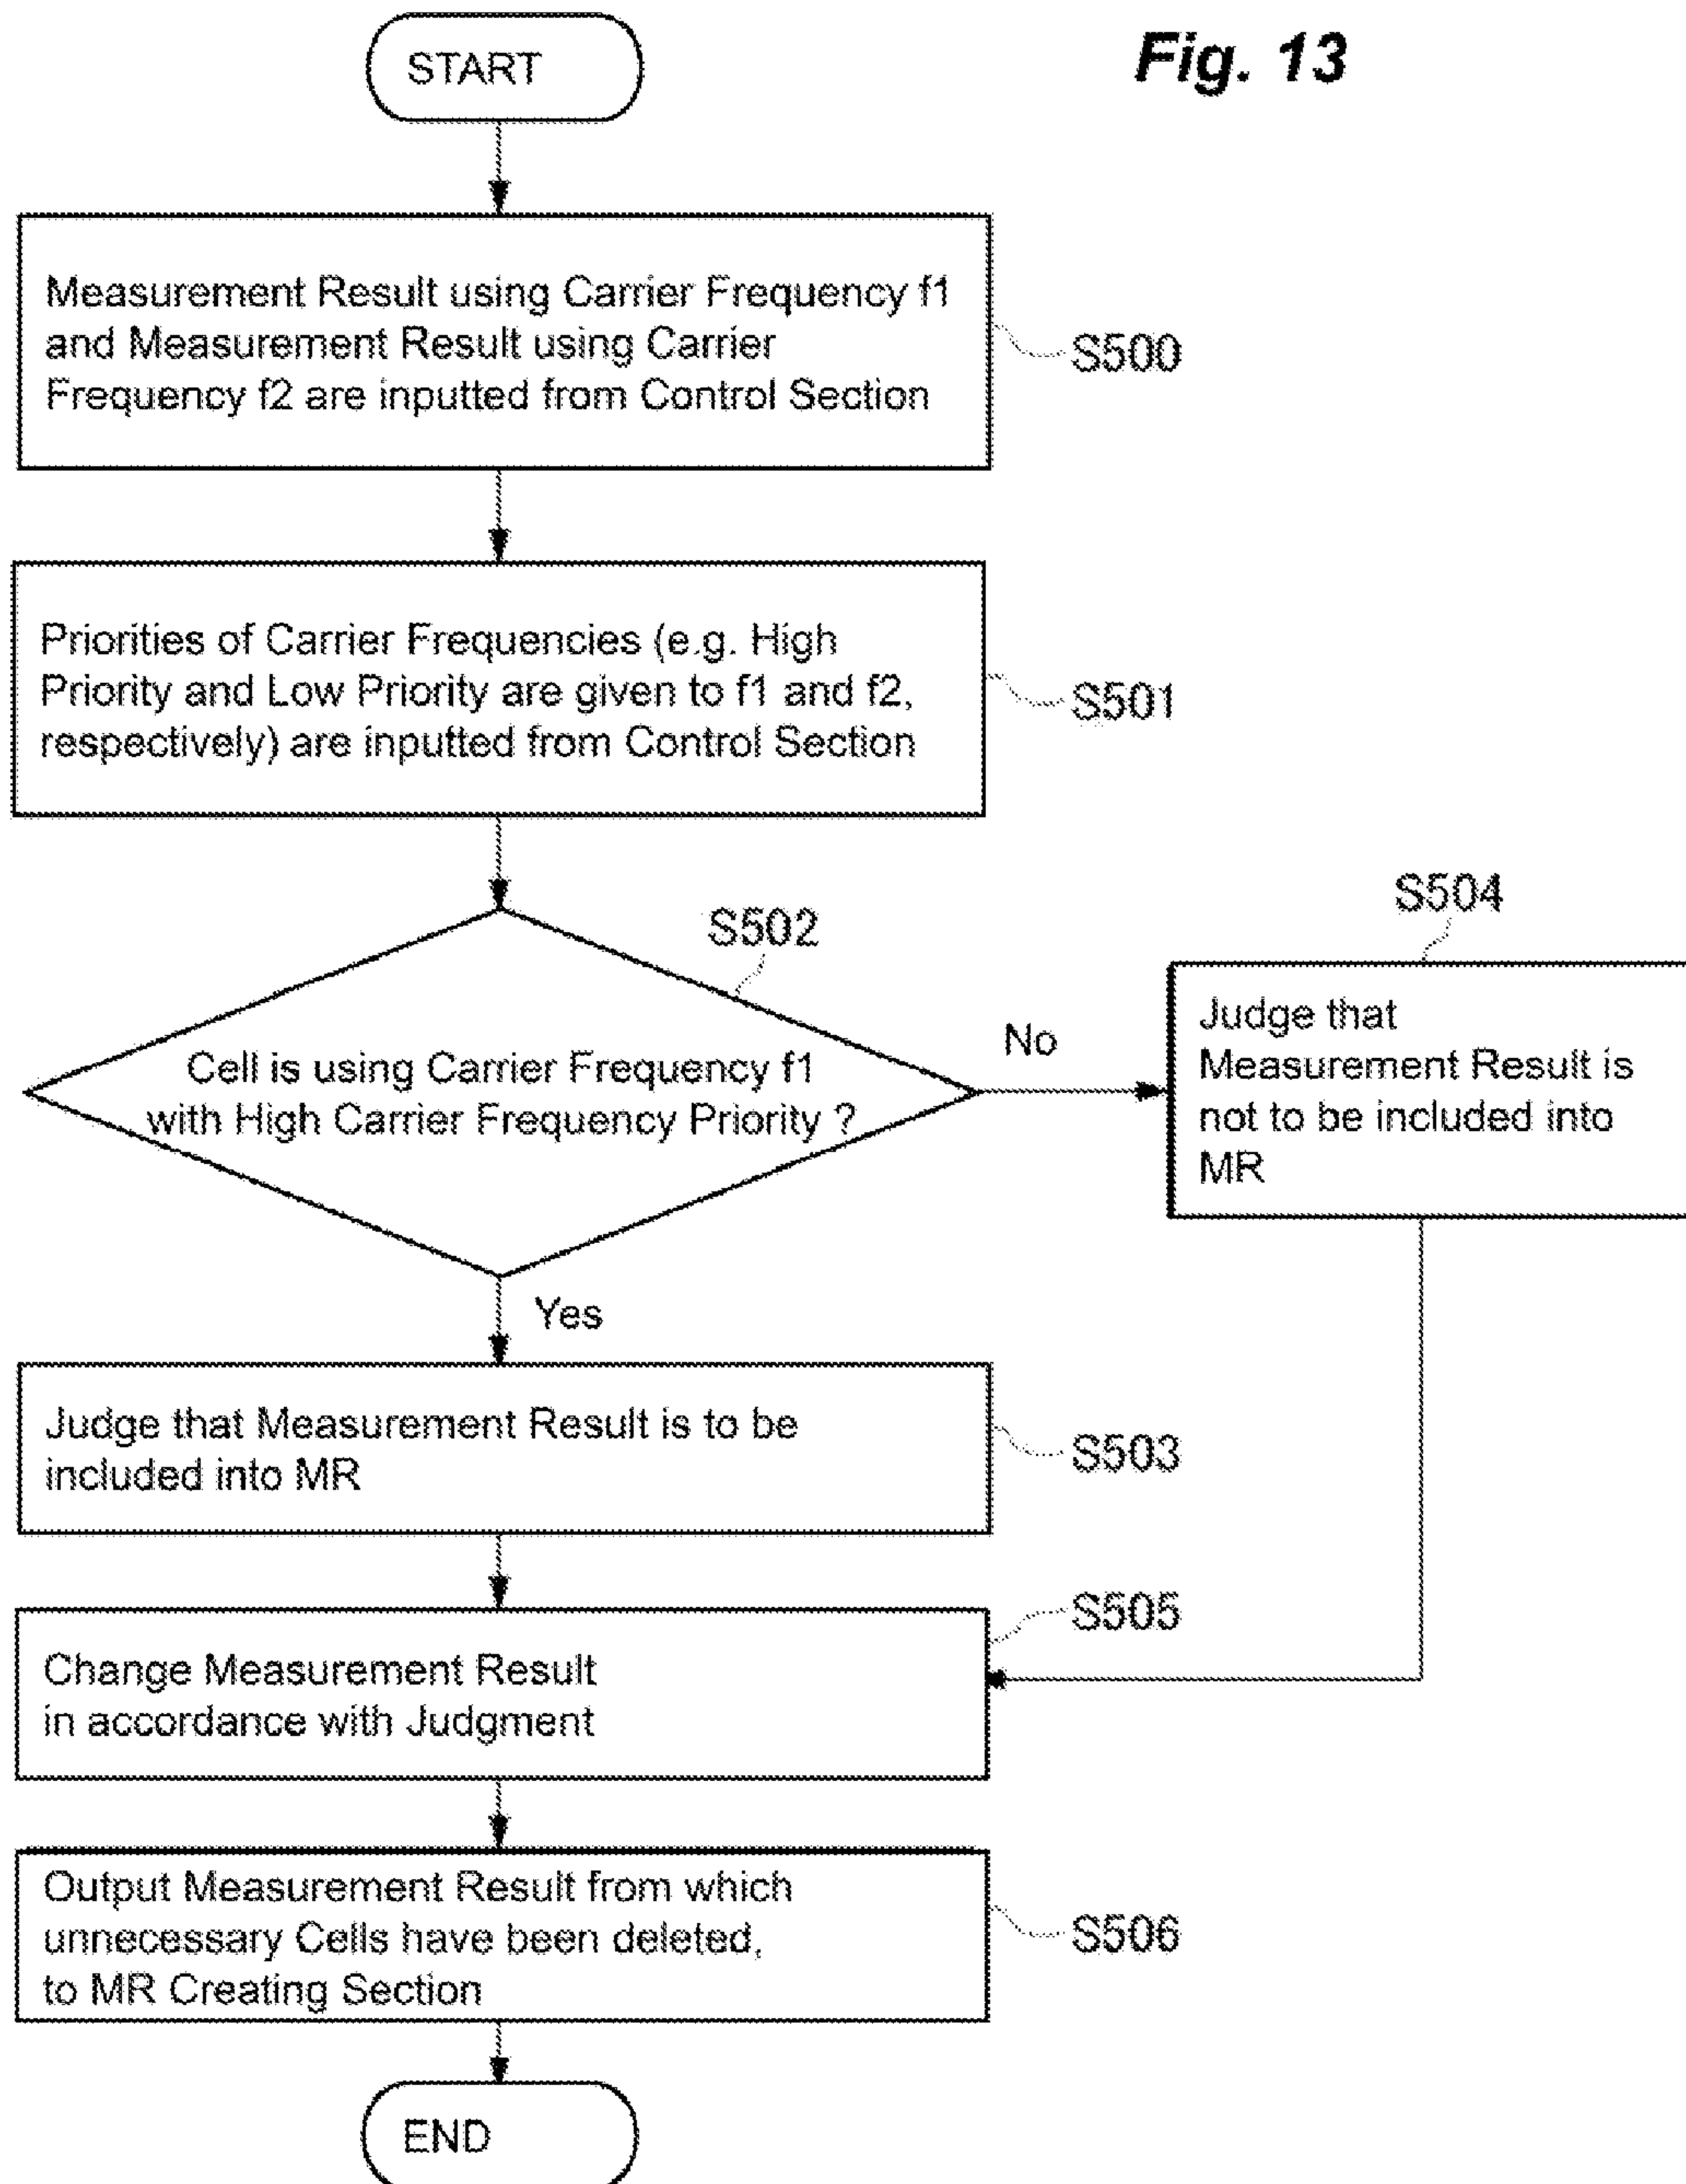 Fig. 13
START
Measurement Result using Carrier Frequency f1
and Measurement Result using Carrier
Frequency f2 are inputted from Control Section
S500
Priorities of Carrier Frequencies (e.g. High
Priority and Low Priority are given to f1 and f2,
respectively) are inputted from Control Section
S501
S502
Cell is using Carrier Frequency f1
with High Carrier Frequency Priority ?
No
S504
Judge that
Measurement Result is
not to be included into
MR
Yes
Judge that Measurement Result is to be
included into MR
S503
Change Measurement Result
in accordance with Judgment
S505
Output Measurement Result from which
unnecessary Cells have been deleted,
to MR Creating Section
S506
END